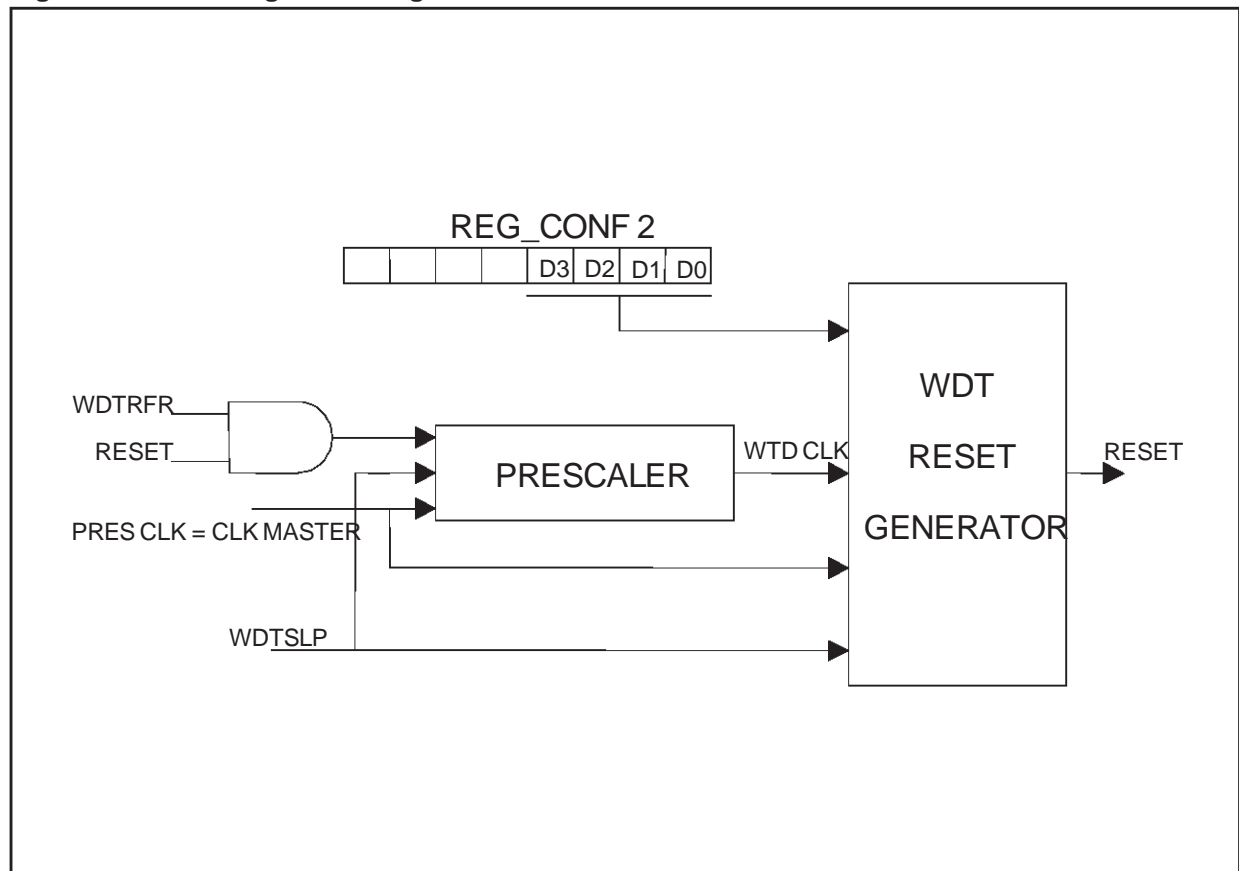 REG_CONF 2
D3 D2 D1 D0
WDTRFR
RESET
PRES CLK = CLK MASTER
WDTSLP
PRESCALER
WTD CLK
WDT
RESET
GENERATOR
RESET